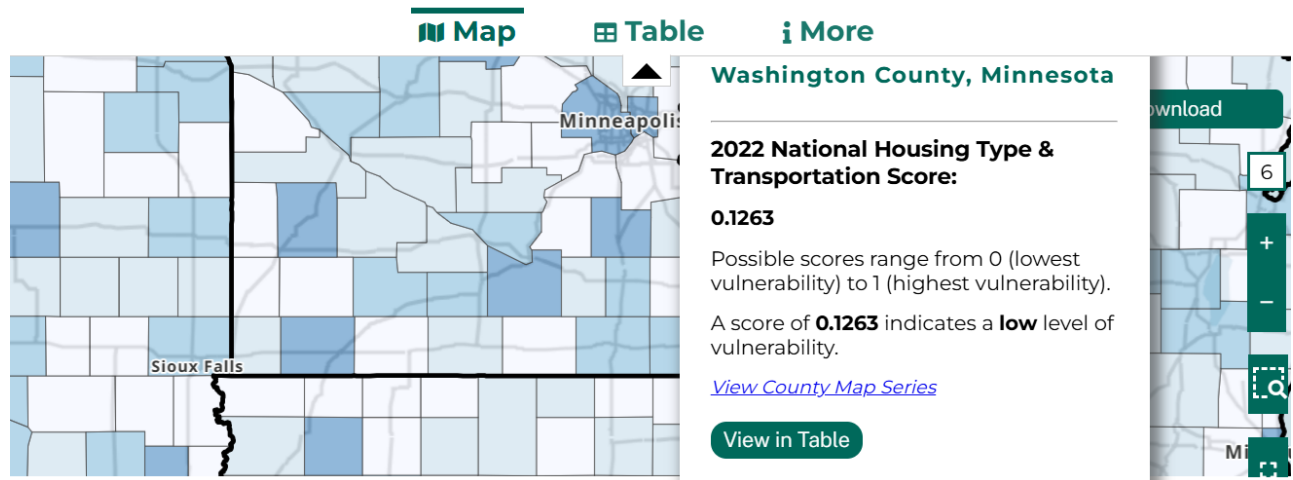 Map
Table
More
Minneapolis
Sioux Falls
Washington County, Minnesota
2022 National Housing Type &
Transportation Score:
0.1263
Possible scores range from 0 (lowest
vulnerability) to 1 (highest vulnerability).
A score of 0.1263 indicates a low level of
vulnerability.
View County Map Series
View in Table
ownload
6
+
−
Mi